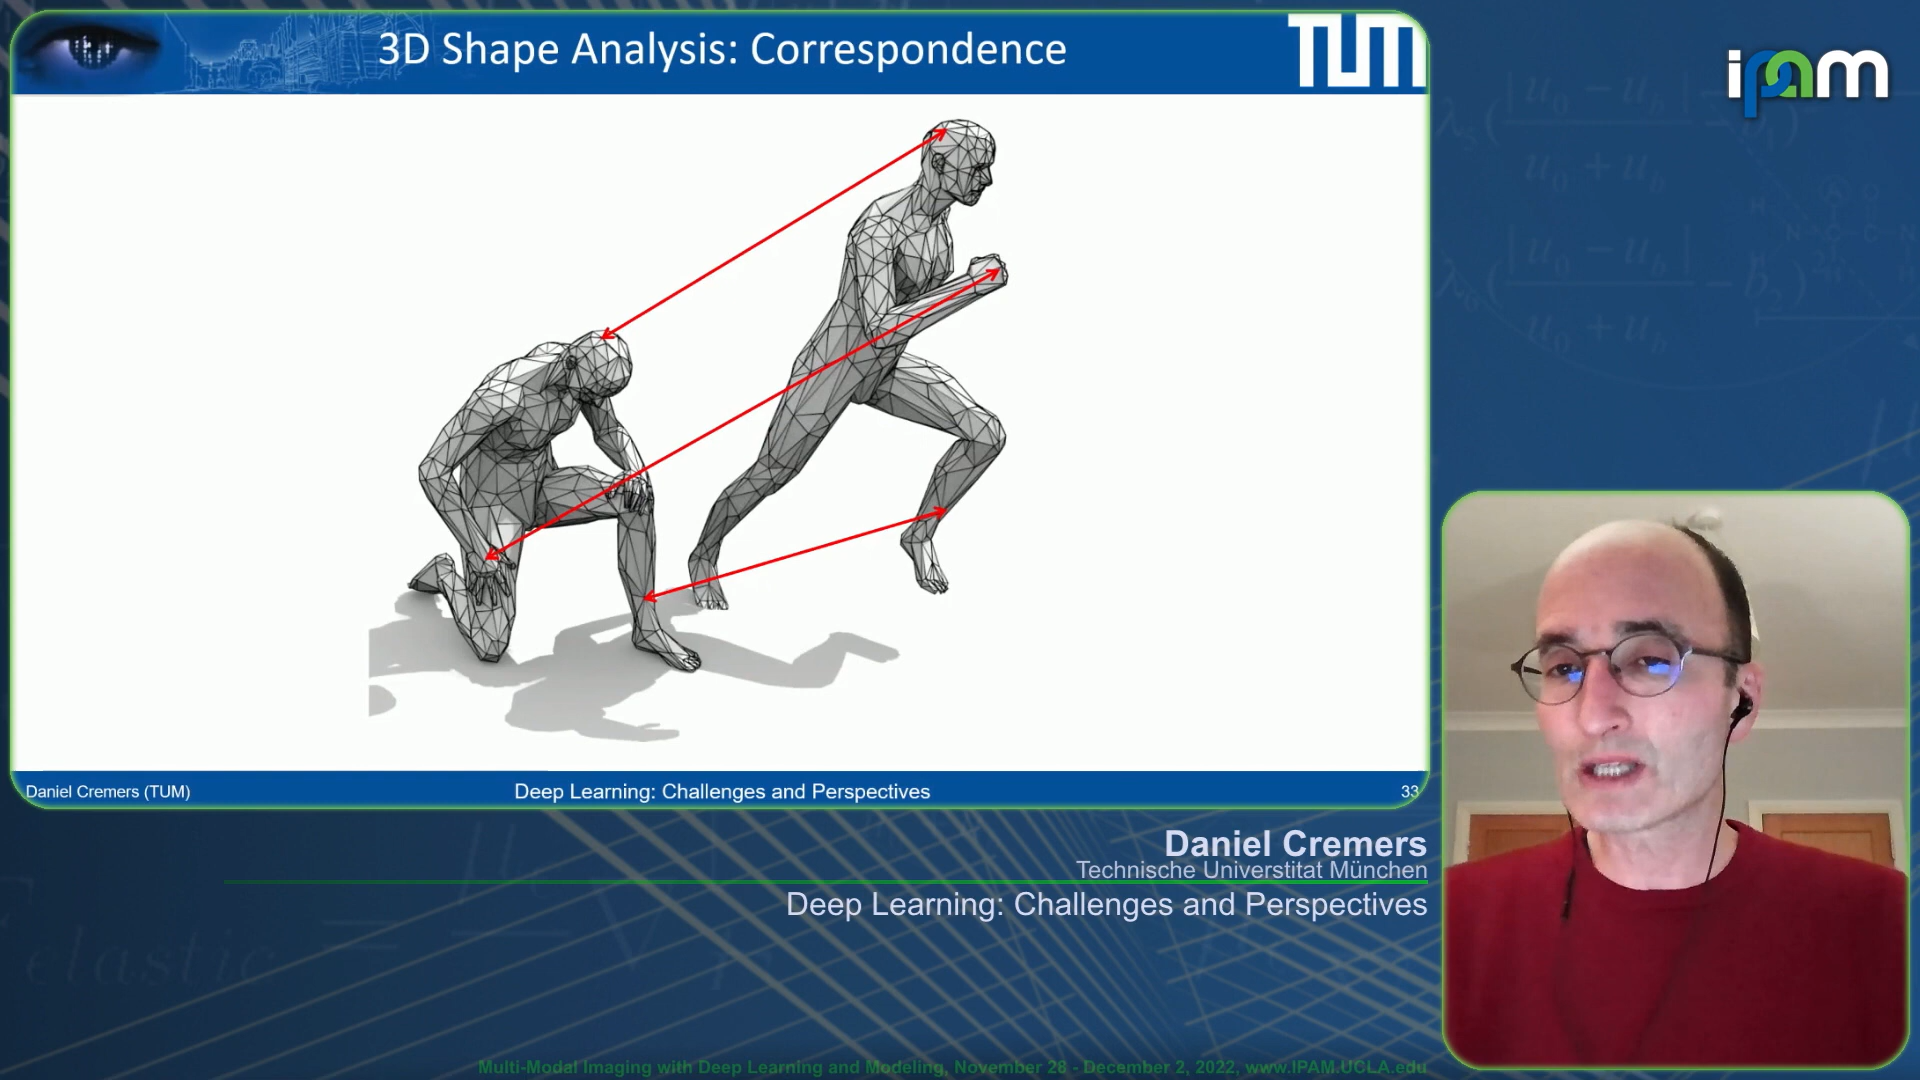 3D Shape Analysis: Correspondence
TUM
ipam
Daniel Cremers (TUM)
Deep Learning: Challenges and Perspectives
33
Daniel Cremers
Technische Universtitat München
Deep Learning: Challenges and Perspectives
elastic
Multi-Modal Imaging with Deep Learning and Modeling, November 28 - December 2, 2022, www.IPAM.UCLA.edu